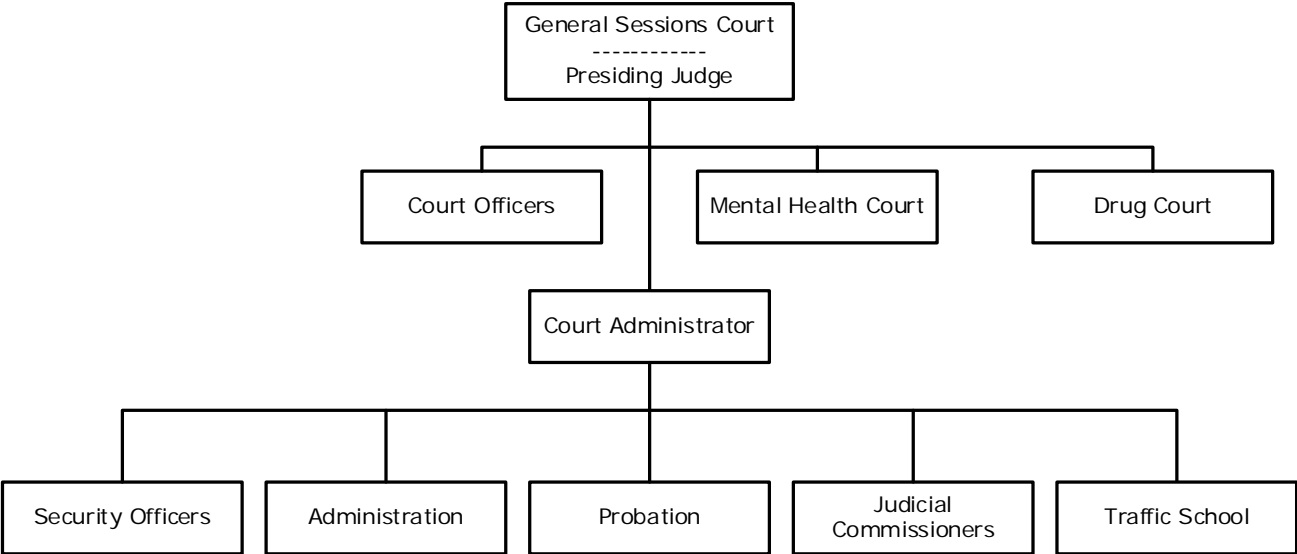 General Sessions Court
------------
Presiding Judge
Court Officers
Mental Health Court
Drug Court
Court Administrator
Security Officers
Administration
Probation
Judicial
Commissioners
Traffic School